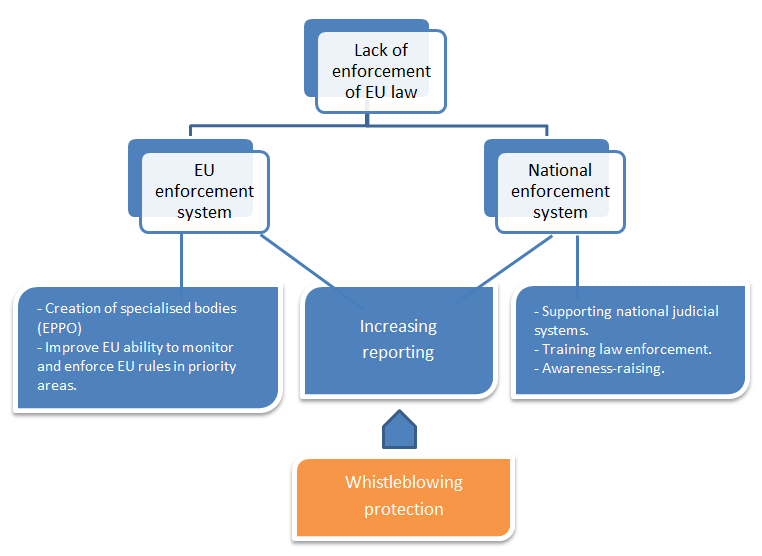 Lack of
enforcement
of EU law
EU
enforcement
system
National
enforcement
system
- Creation of specialised bodies
(EPPO)
- Improve EU ability to monitor
and enforce EU rules in priority
areas.
Increasing
reporting
- Supporting national judicial
systems.
- Training law enforcement.
- Awareness-raising.
Whistleblowing
protection